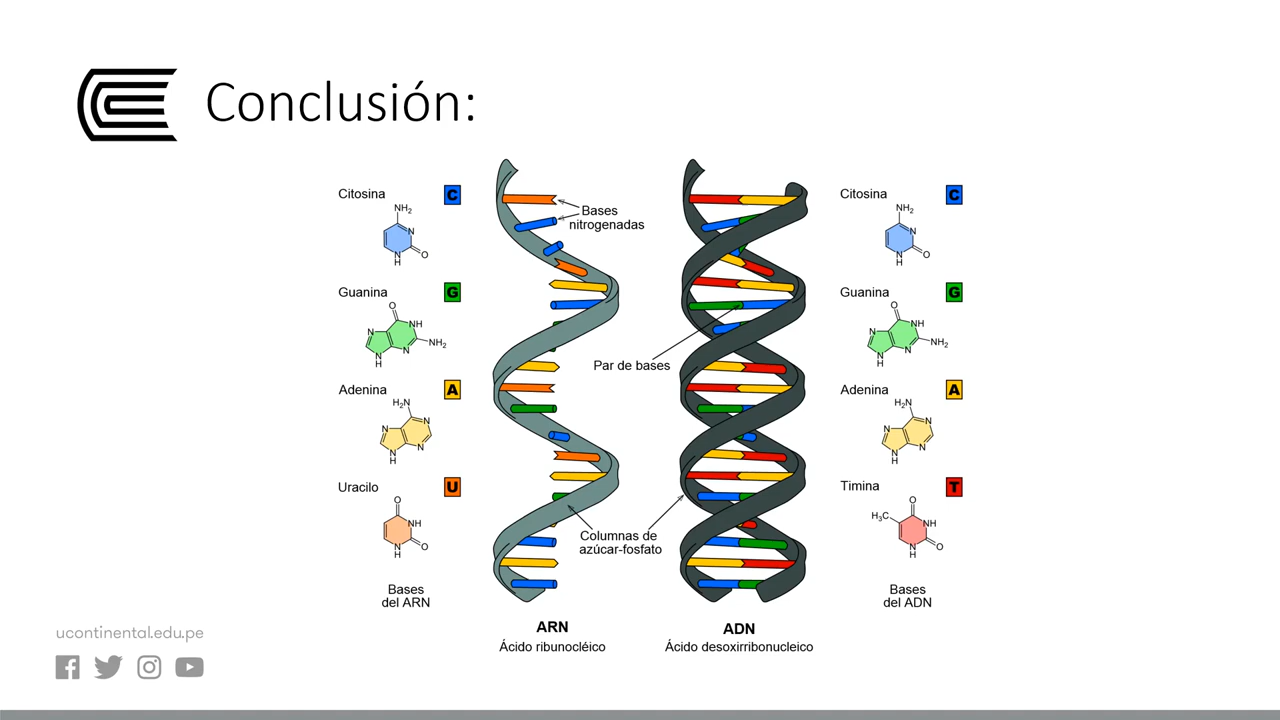 Conclusión:
Citosina
C
NH₂
N
N
H
O
Guanina
G
O
N
NH
N
H
N
NH₂
Adenina
A
H₂N
N
N
N
H
N
Uracilo
U
O
NH
N
H
O
Bases
del ARN
Bases
nitrogenadas
Par de bases
Columnas de
azúcar-fosfato
ARN
Ácido ribunocléico
ADN
Ácido desoxirribonucleico
Citosina
C
NH₂
N
N
H
O
Guanina
G
O
N
NH
N
H
N
NH₂
Adenina
A
H₂N
N
N
N
H
N
Timina
T
O
H₃C
NH
N
H
O
Bases
del ADN
ucontinental.edu.pe